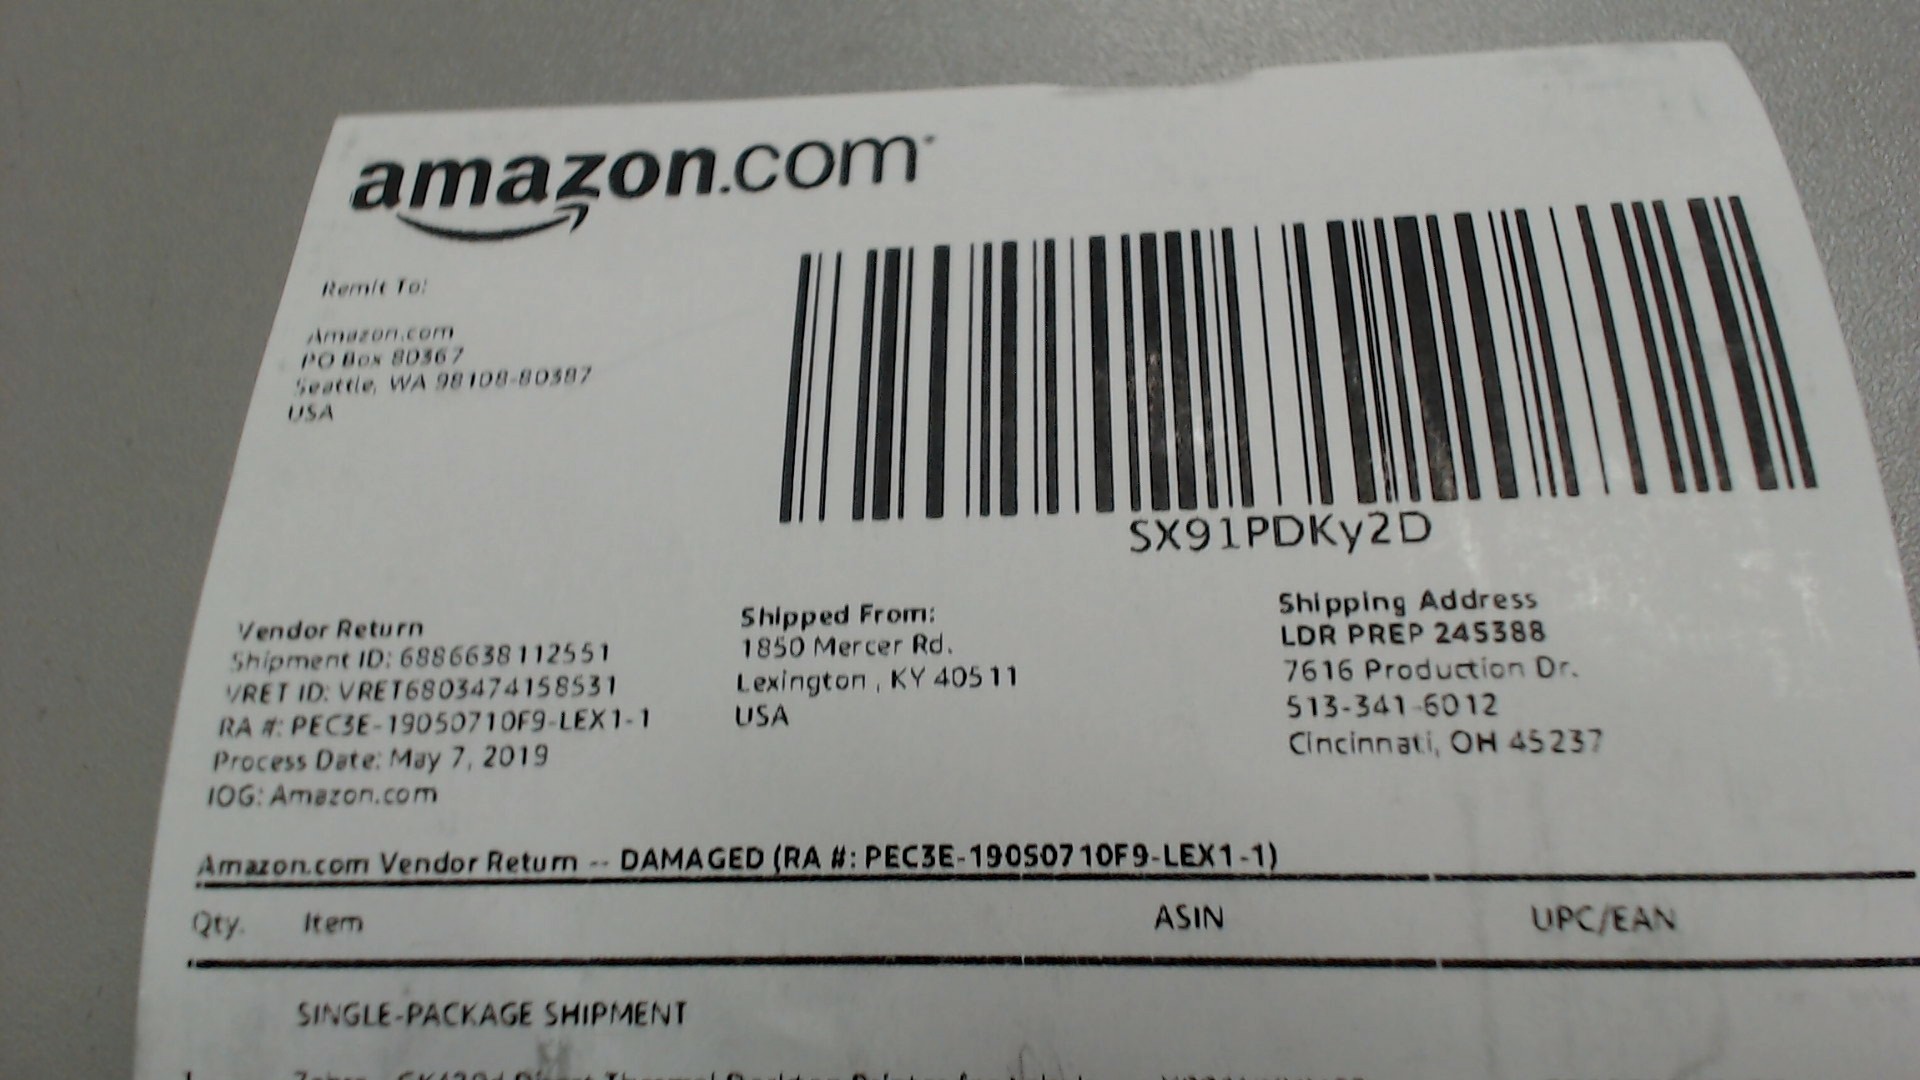 amazon.com
Remit To:
Amazon.com
PO Box 80367
Seattle, WA 98108-80387
USA
SX91PDKy2D
Vendor Return
Shipment ID: 6886638112551
VRET ID: VRET6803474158531
RA #: PEC3E-190S0710F9-LEX1-1
Process Date: May 7, 2019
IOG: Amazon.com
Shipped From:
1850 Mercer Rd.
Lexington , KY 40511
USA
Shipping Address
LDR PREP 245388
7616 Production Dr.
513-341-6012
Cincinnati, OH 45237
Amazon.com Vendor Return -- DAMAGED (RA #: PEC3E-190S0710F9-LEX1-1)
Qty. Item ASIN UPC/EAN
SINGLE-PACKAGE SHIPMENT